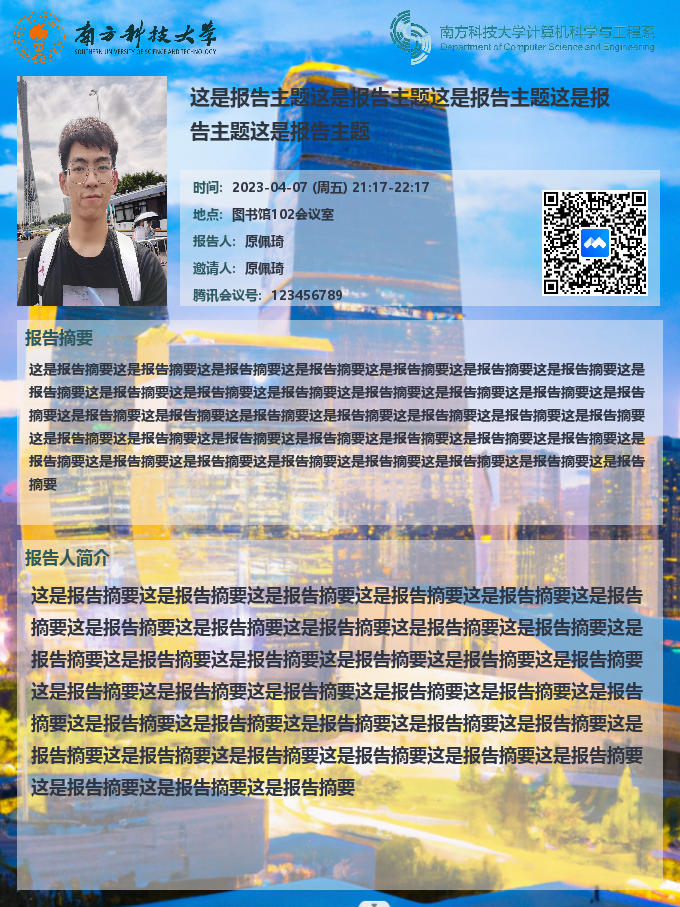 南方科技大学
SOUTHERN UNIVERSITY OF SCIENCE AND TECHNOLOGY
南方科技大学计算机科学与工程系
Department of Computer Science and Engineering
这是报告主题这是报告主题这是报告主题这是报
告主题这是报告主题
时间: 2023-04-07 (周五) 21:17-22:17
地点: 图书馆102会议室
报告人: 原佩琦
邀请人: 原佩琦
腾讯会议号: 123456789
报告摘要
这是报告摘要这是报告摘要这是报告摘要这是报告摘要这是报告摘要这是报告摘要这是报告摘要这是
报告摘要这是报告摘要这是报告摘要这是报告摘要这是报告摘要这是报告摘要这是报告摘要这是报告
摘要这是报告摘要这是报告摘要这是报告摘要这是报告摘要这是报告摘要这是报告摘要这是报告摘要
这是报告摘要这是报告摘要这是报告摘要这是报告摘要这是报告摘要这是报告摘要这是报告摘要这是
报告摘要这是报告摘要这是报告摘要这是报告摘要这是报告摘要这是报告摘要这是报告摘要这是报告
摘要
报告人简介
这是报告摘要这是报告摘要这是报告摘要这是报告摘要这是报告摘要这是报告
摘要这是报告摘要这是报告摘要这是报告摘要这是报告摘要这是报告摘要这是
报告摘要这是报告摘要这是报告摘要这是报告摘要这是报告摘要这是报告摘要
这是报告摘要这是报告摘要这是报告摘要这是报告摘要这是报告摘要这是报告
摘要这是报告摘要这是报告摘要这是报告摘要这是报告摘要这是报告摘要这是
报告摘要这是报告摘要这是报告摘要这是报告摘要这是报告摘要这是报告摘要
这是报告摘要这是报告摘要这是报告摘要